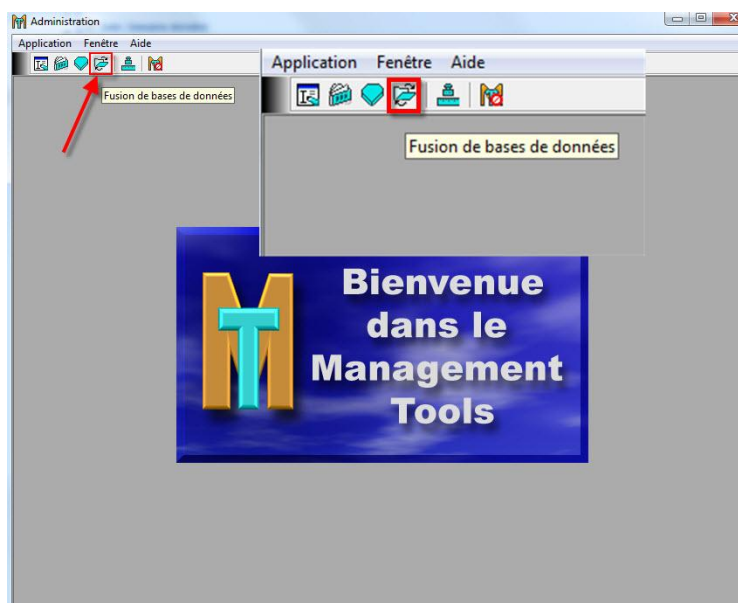 Administration
Application Fenêtre Aide
Fusion de bases de données
Application Fenêtre Aide
Fusion de bases de données
Bienvenue
dans le
Management
Tools
MT